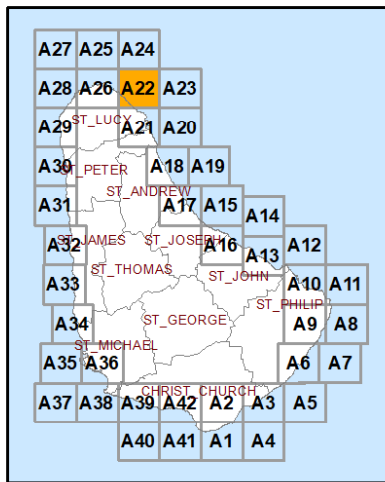 A27 A25 A24
A28 A26 A22 A23
A29 A21 A20
ST_LUCY
A30 A18 A19
ST_PETER
ST_ANDREW
A31 A17 A15
A14
A32 ST_JAMES ST_JOSEPH A16 A12
A13
ST_THOMAS ST_JOHN
A33 A10 A11
ST_PHILIP
A34 ST_GEORGE A9 A8
ST_MICHAEL
A35 A36 A6 A7
CHRIST_CHURCH
A37 A38 A39 A42 A2 A3 A5
A40 A41 A1 A4